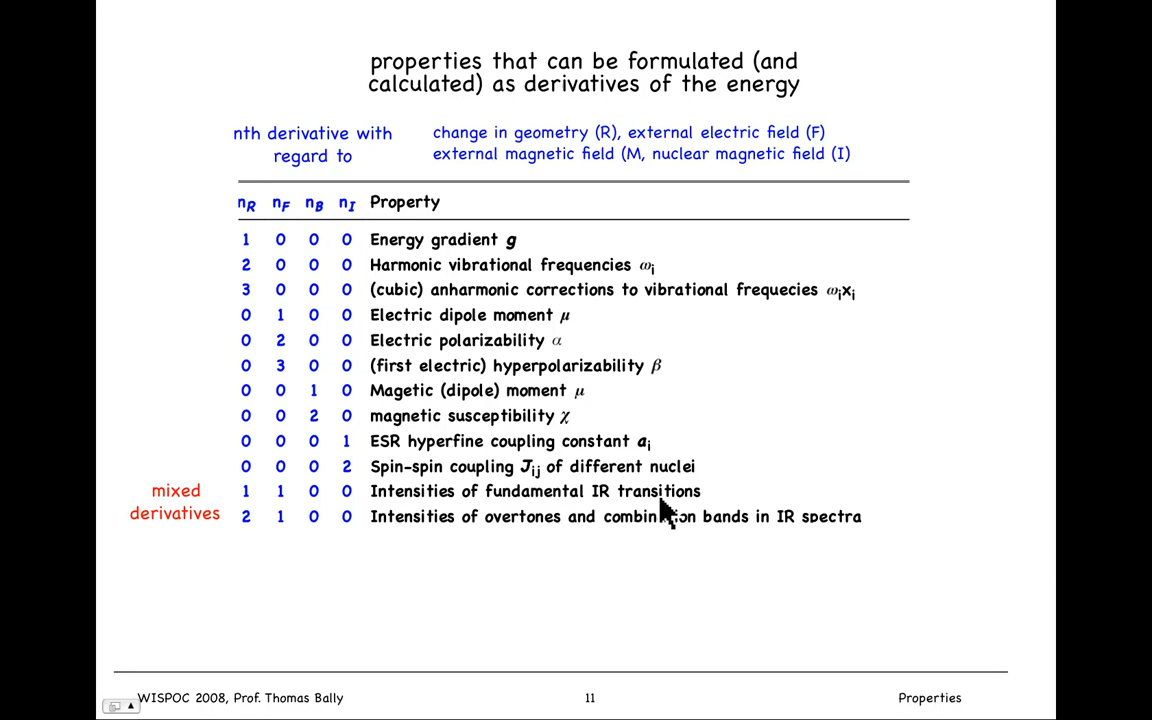 properties that can be formulated (and
calculated) as derivatives of the energy
nth derivative with
regard to
change in geometry (R), external electric field (F)
external magnetic field (M, nuclear magnetic field (I)
nR nF nB nI Property
1 0 0 0 Energy gradient g
2 0 0 0 Harmonic vibrational frequencies ωi
3 0 0 0 (cubic) anharmonic corrections to vibrational frequecies ωixi
0 1 0 0 Electric dipole moment μ
0 2 0 0 Electric polarizability α
0 3 0 0 (first electric) hyperpolarizability β
0 0 1 0 Magetic (dipole) moment μ
0 0 2 0 magnetic susceptibility χ
0 0 0 1 ESR hyperfine coupling constant ai
0 0 0 2 Spin-spin coupling Jij of different nuclei
mixed
derivatives
1 1 0 0 Intensities of fundamental IR transitions
2 1 0 0 Intensities of overtones and combination bands in IR spectra
WISPOC 2008, Prof. Thomas Bally 11 Properties